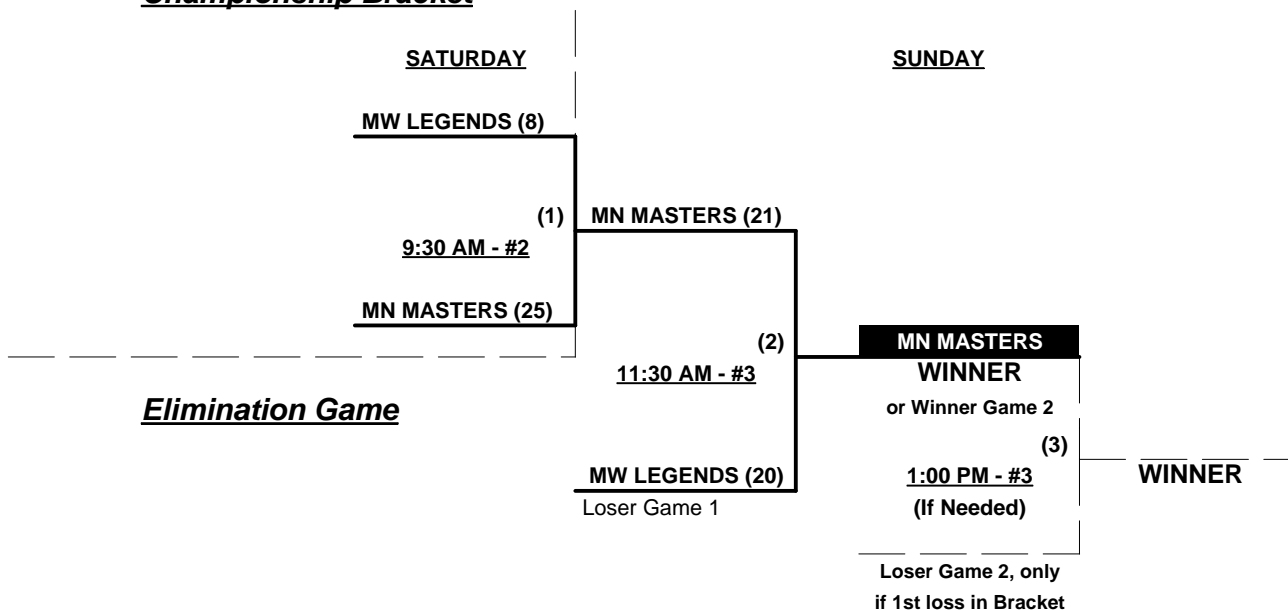 Championship Bracket
SATURDAY
SUNDAY
MW LEGENDS (8)
(1)
MN MASTERS (21)
9:30 AM - #2
MN MASTERS (25)
(2)
MN MASTERS
11:30 AM - #3
WINNER
Elimination Game
or Winner Game 2
(3)
MW LEGENDS (20)
1:00 PM - #3
WINNER
Loser Game 1
(If Needed)
Loser Game 2, only
if 1st loss in Bracket